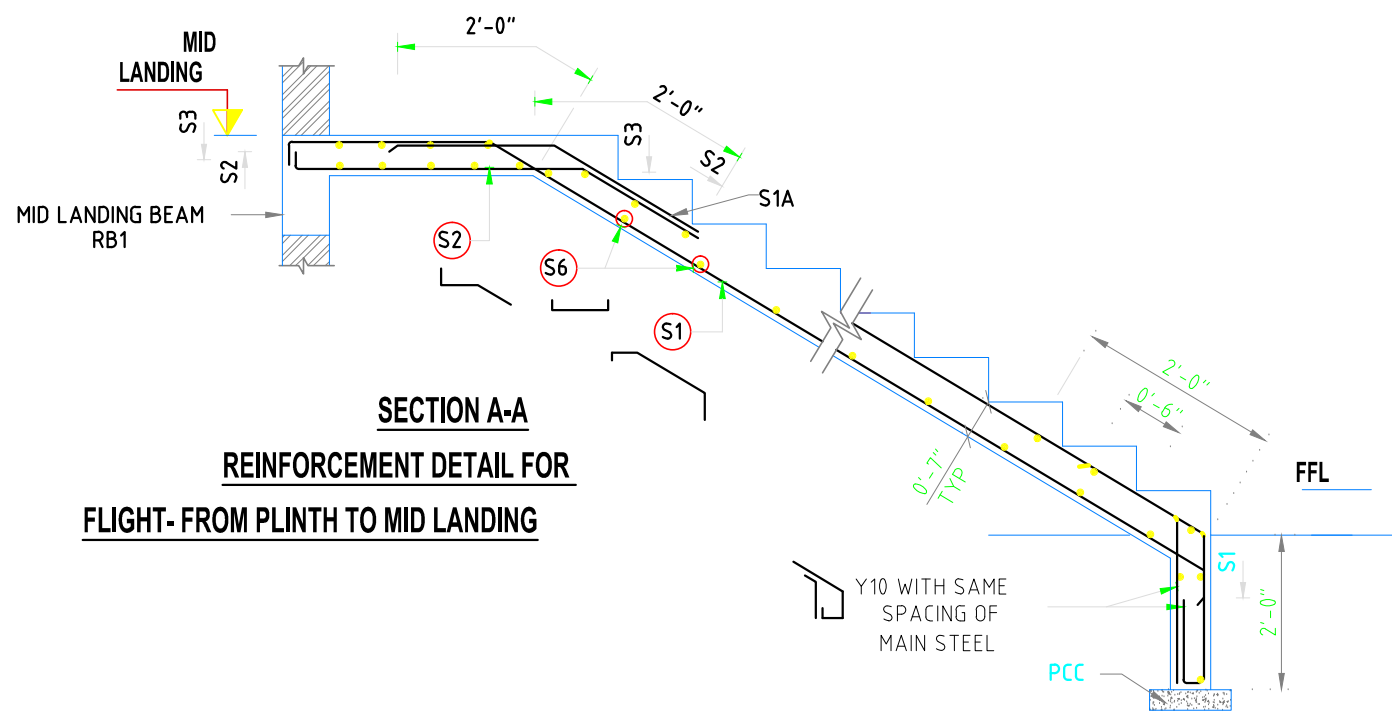 2'-0"
MID
LANDING
2'-0"
S3
S2
S3
S2
S1A
MID LANDING BEAM
RB1
S2
S6
S1
2'-0"
0'-6"
SECTION A-A
REINFORCEMENT DETAIL FOR
FLIGHT- FROM PLINTH TO MID LANDING
0'-7"
TYP
FFL
S1
2'-0"
Y10 WITH SAME
SPACING OF
MAIN STEEL
PCC